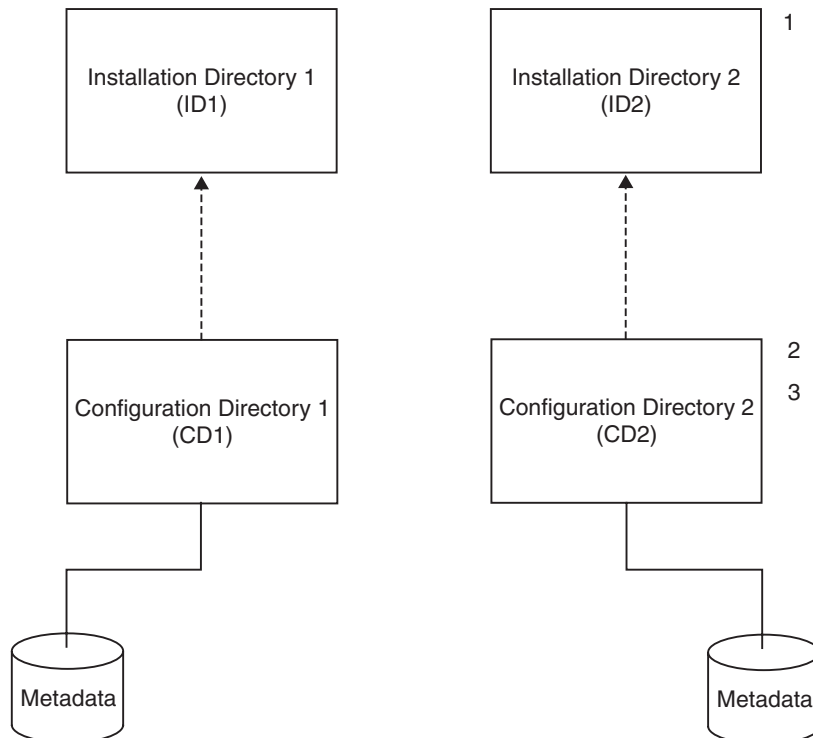 Installation Directory 1
(ID1)
Installation Directory 2
(ID2)
1
Configuration Directory 1
(CD1)
Configuration Directory 2
(CD2)
2
3
Metadata
Metadata